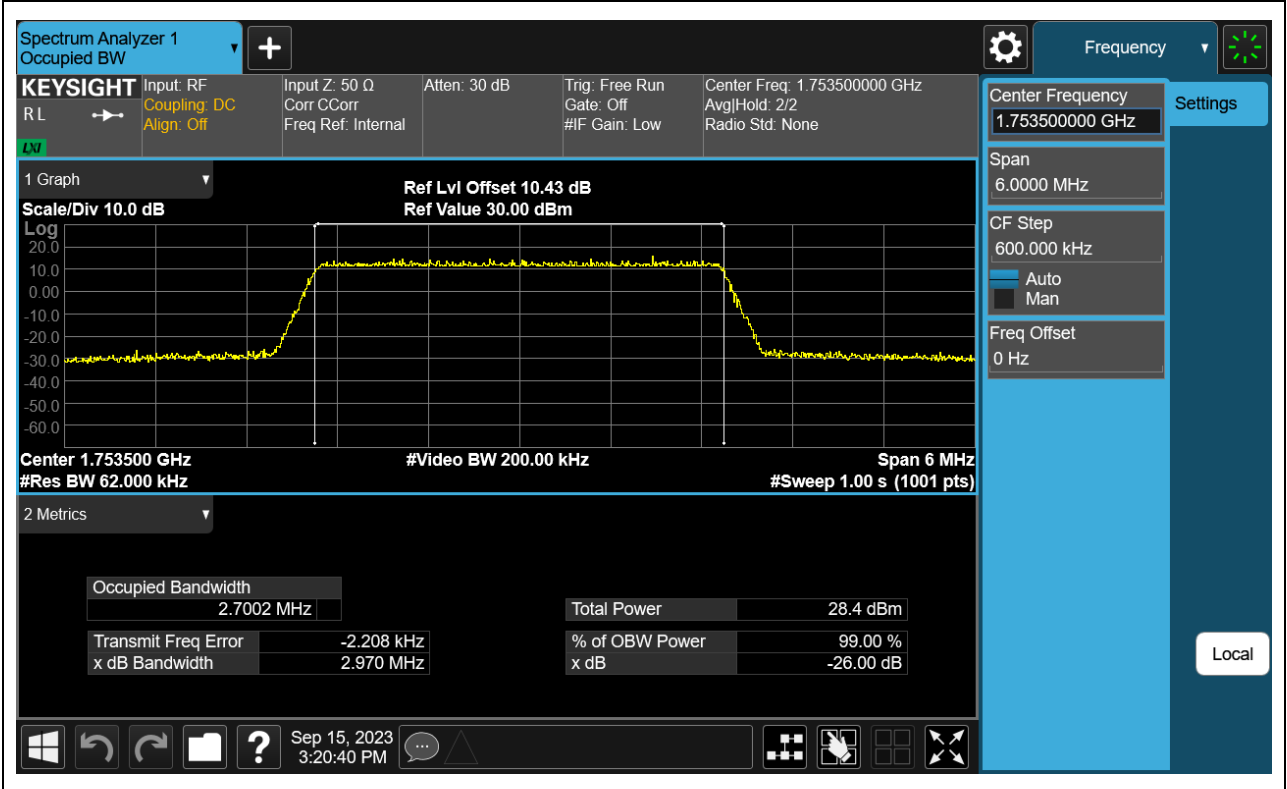 Spectrum Analyzer 1
Occupied BW
+
Frequency
KEYSIGHT
R L
LXI
Input: RF
Coupling: DC
Align: Off
Input Z: 50 Ω
Corr CCorr
Freq Ref: Internal
Atten: 30 dB
Trig: Free Run
Gate: Off
#IF Gain: Low
Center Freq: 1.753500000 GHz
Avg|Hold: 2/2
Radio Std: None
Center Frequency
1.753500000 GHz
Settings
Span
6.0000 MHz
CF Step
600.000 kHz
Auto
Man
Freq Offset
0 Hz
Local
1 Graph
Ref Lvl Offset 10.43 dB
Scale/Div 10.0 dB
Ref Value 30.00 dBm
Log
20.0
10.0
0.00
-10.0
-20.0
-30.0
-40.0
-50.0
-60.0
Center 1.753500 GHz
#Video BW 200.00 kHz
Span 6 MHz
#Res BW 62.000 kHz
#Sweep 1.00 s (1001 pts)
2 Metrics
Occupied Bandwidth
2.7002 MHz
Total Power 28.4 dBm
Transmit Freq Error -2.208 kHz
% of OBW Power 99.00 %
x dB Bandwidth 2.970 MHz
x dB -26.00 dB
?
Sep 15, 2023
3:20:40 PM